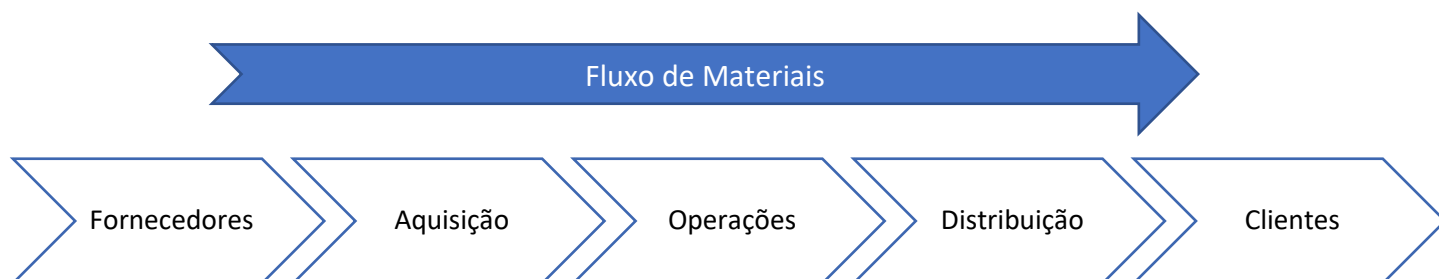 Fluxo de Materiais
Fornecedores
Aquisição
Operações
Distribuição
Clientes